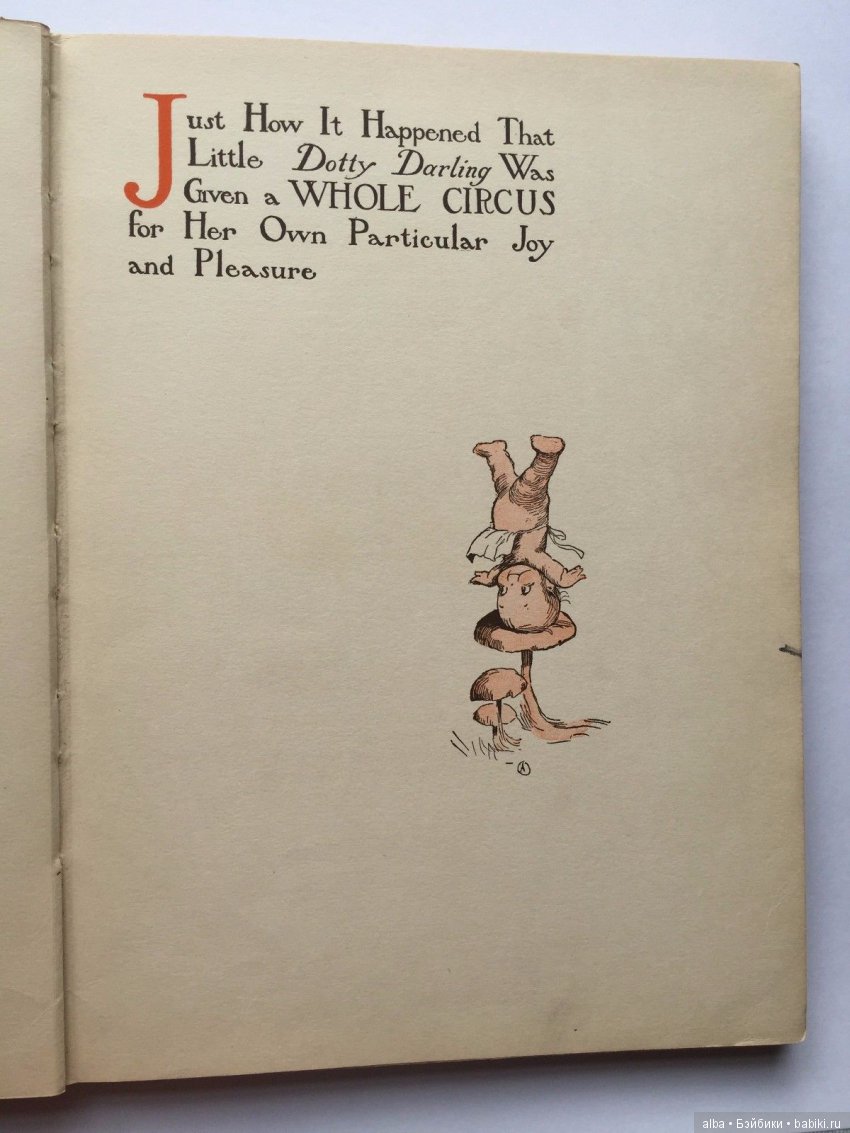 Just How It Happened That
Little Dotty Darling Was
Given a WHOLE CIRCUS
for Her Own Particular Joy
and Pleasure
A
alba • Бэйбики • babiki.ru